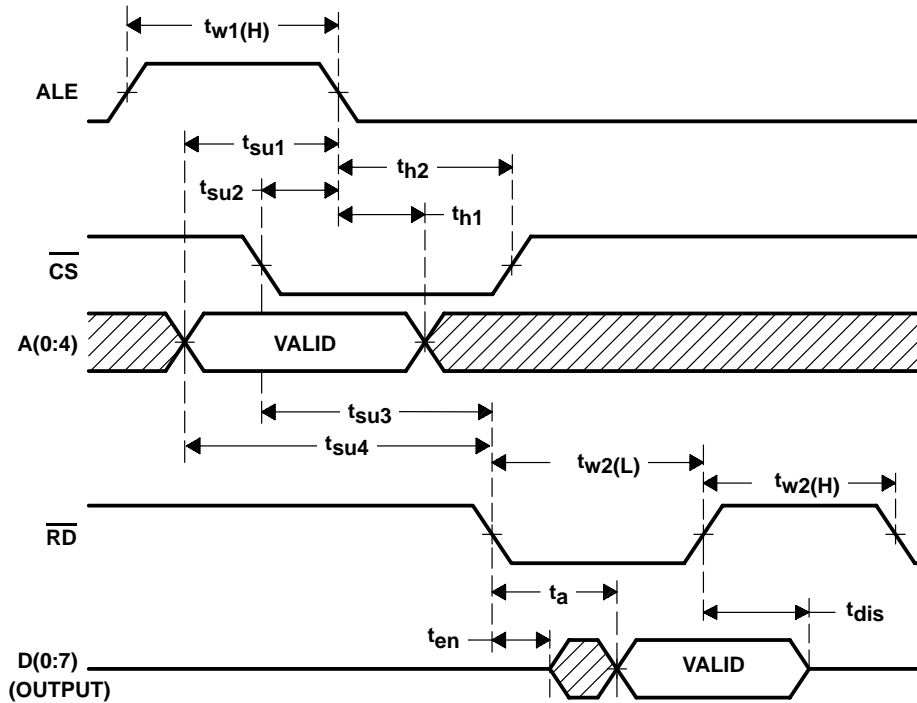 tw1(H)
ALE
tsu1
th2
tsu2
th1
CS
A(0:4)
VALID
tsu3
tsu4
tw2(L)
tw2(H)
RD
ta
tdis
ten
D(0:7)
(OUTPUT)
VALID